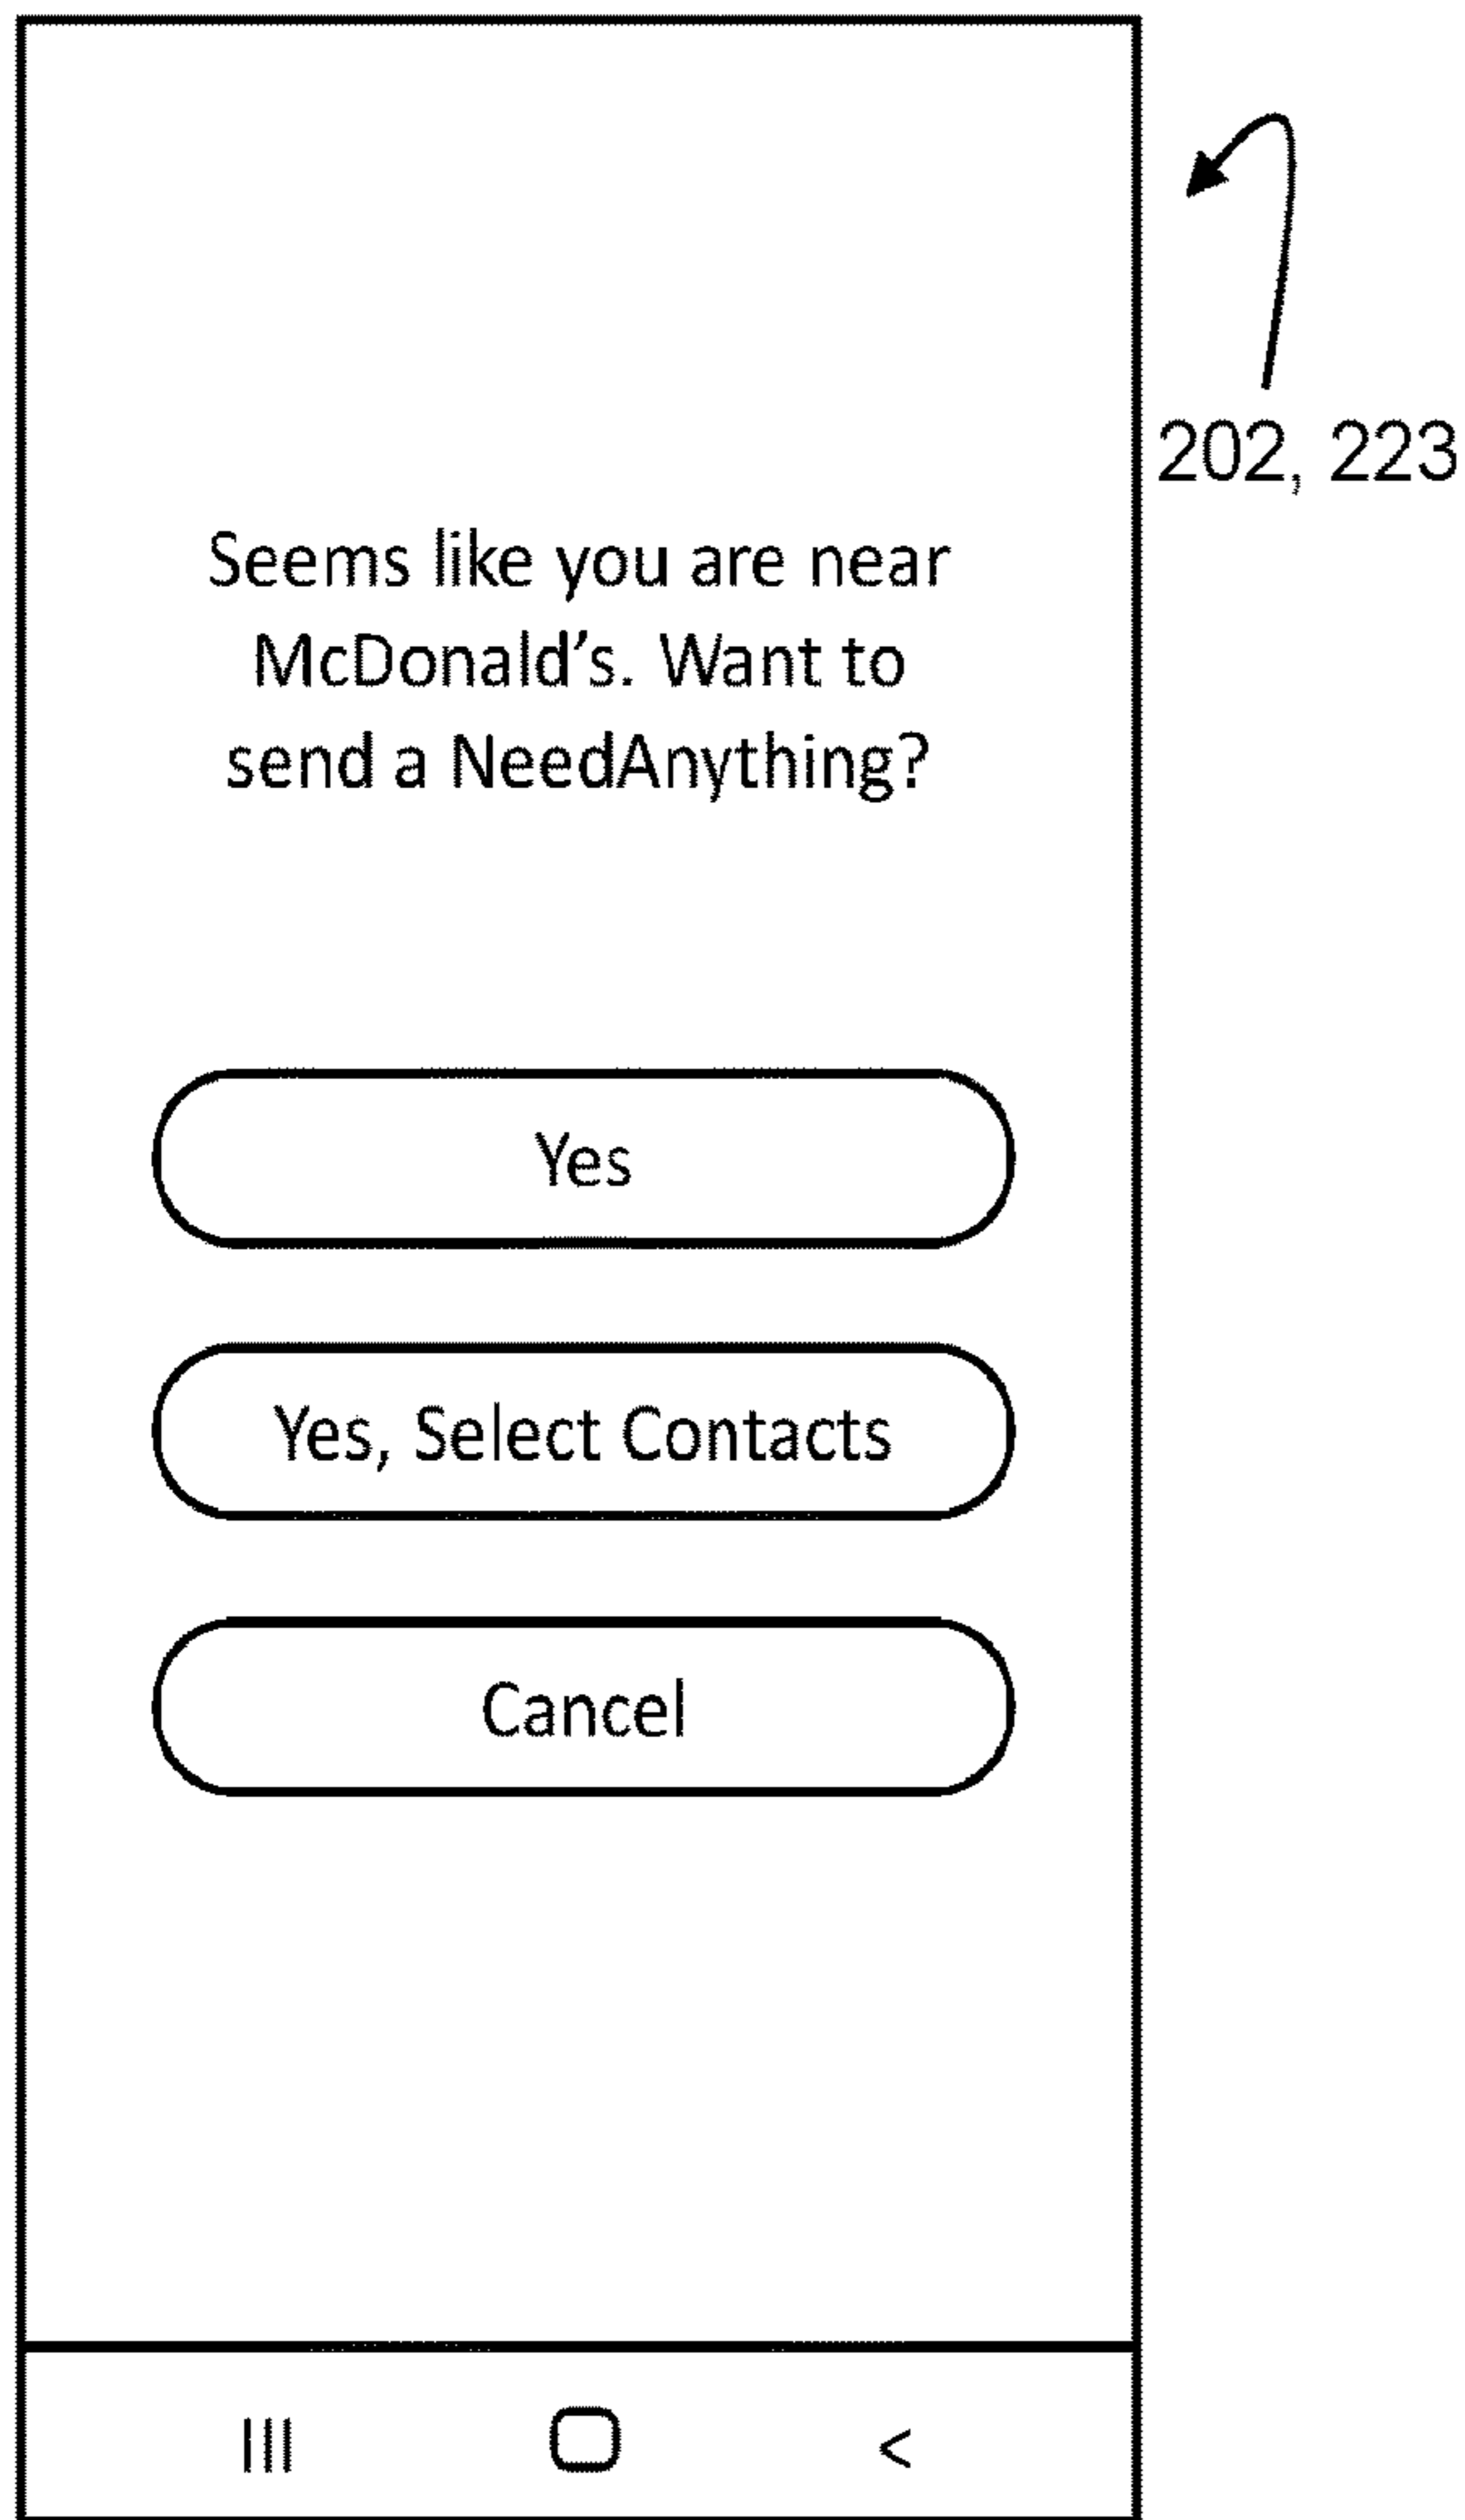 202, 223
Seems like you are near
McDonald’s. Want to
send a NeedAnything?
Yes
Yes, Select Contacts
Cancel